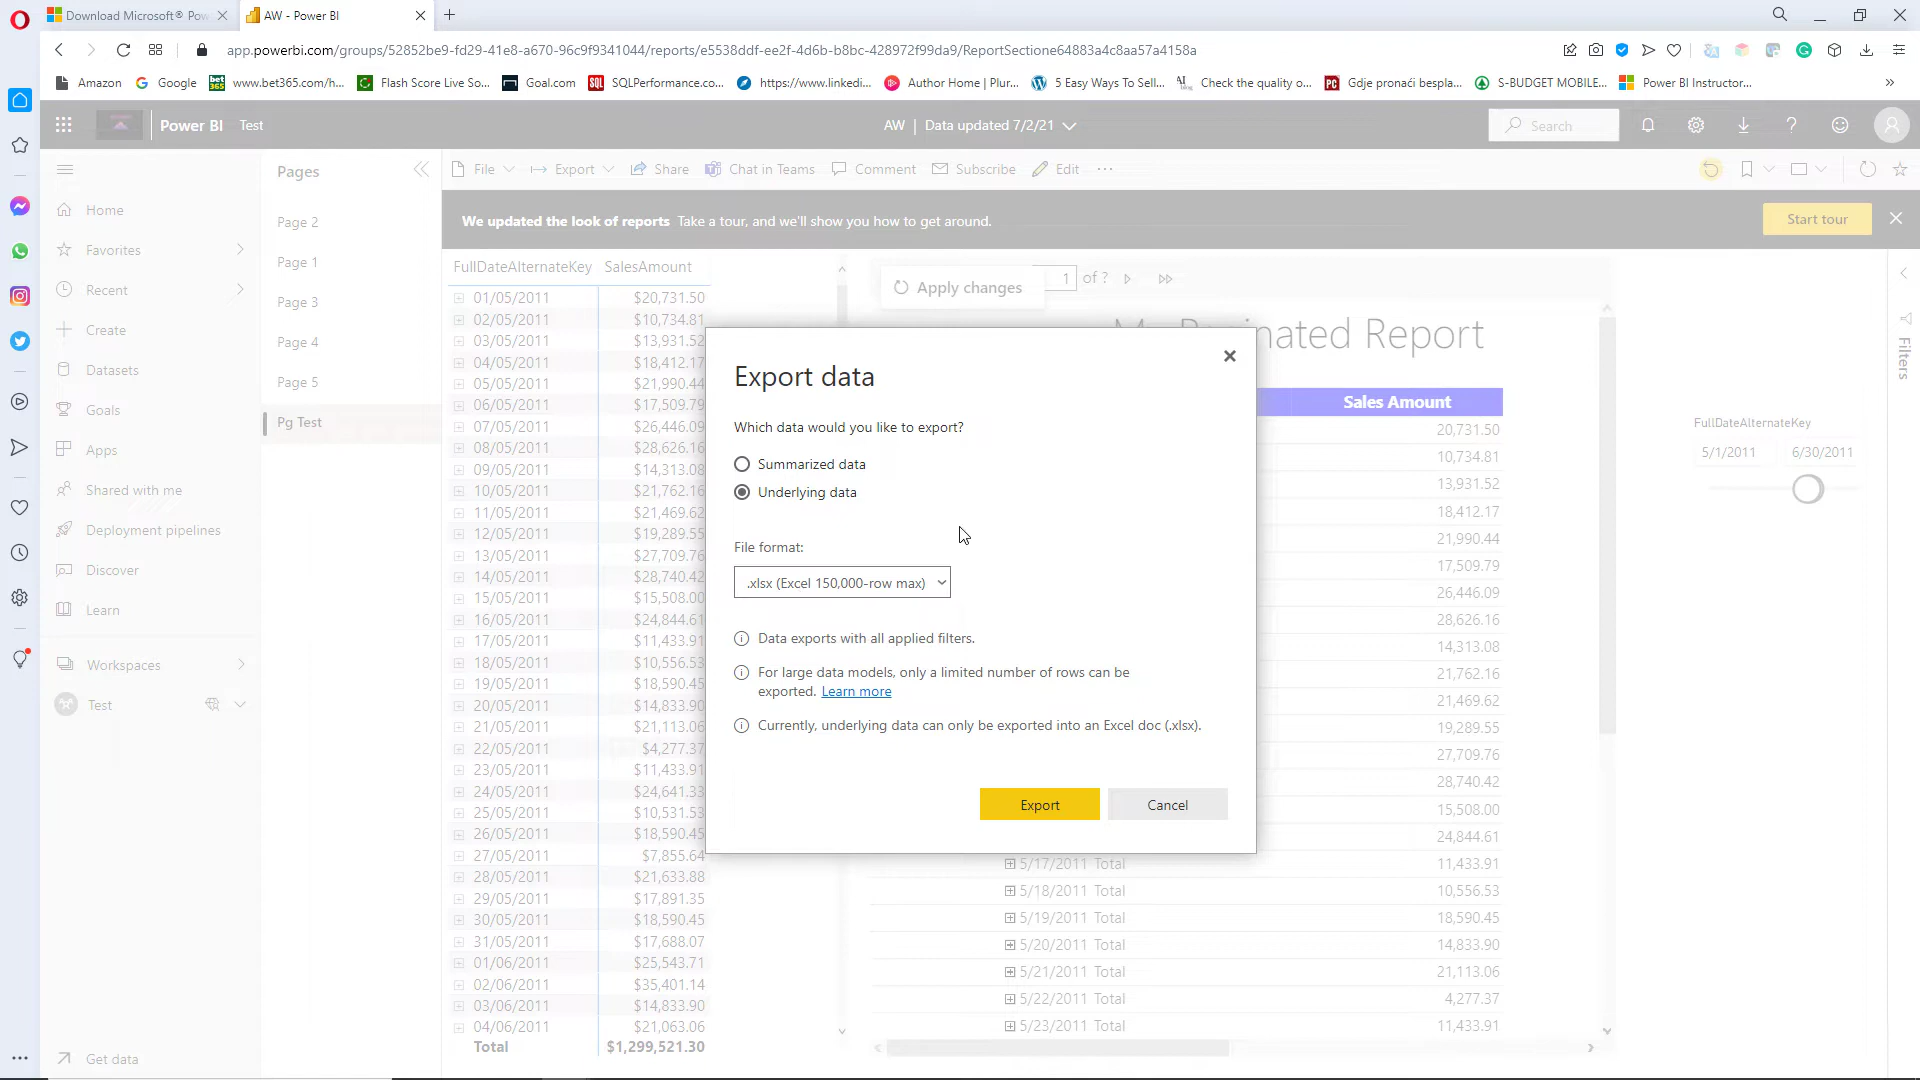 Download Microsoft® Pow
AW - Power BI
app.powerbi.com/groups/52852be9-fd29-41e8-a670-96c9f9341044/reports/e5538ddf-ee2f-4d6b-b8bc-428972f99da9/ReportSectione64883a4c8aa57a4158a
Amazon Google www.bet365.com/h... Flash Score Live So... Goal.com SQLPerformance.co... https://www.linkedi... Author Home | Plur... 5 Easy Ways To Sell... Check the quality o... Gdje pronaći bespla... S-BUDGET MOBILE... Power BI Instructor...
Power BI Test
AW | Data updated 7/2/21
Search
Pages
File Export Share Chat in Teams Comment Subscribe Edit
We updated the look of reports Take a tour, and we'll show you how to get around.
Start tour
Home
Favorites
Recent
Create
Datasets
Goals
Apps
Shared with me
Deployment pipelines
Discover
Learn
Workspaces
Test
Get data
Page 2
Page 1
Page 3
Page 4
Page 5
Pg Test
FullDateAlternateKey SalesAmount
01/05/2011 $20,731.50
02/05/2011 $10,734.81
03/05/2011 $13,931.52
04/05/2011 $18,412.17
05/05/2011 $21,990.44
06/05/2011 $17,509.79
07/05/2011 $26,446.09
08/05/2011 $28,626.16
09/05/2011 $14,313.08
10/05/2011 $21,762.16
11/05/2011 $21,469.62
12/05/2011 $19,289.55
13/05/2011 $27,709.76
14/05/2011 $28,740.42
15/05/2011 $15,508.00
16/05/2011 $24,844.61
17/05/2011 $11,433.91
18/05/2011 $10,556.53
19/05/2011 $18,590.45
20/05/2011 $14,833.90
21/05/2011 $21,113.06
22/05/2011 $4,277.37
23/05/2011 $11,433.91
24/05/2011 $24,641.33
25/05/2011 $10,531.53
26/05/2011 $18,590.45
27/05/2011 $7,855.64
28/05/2011 $21,633.88
29/05/2011 $17,891.35
30/05/2011 $18,590.45
31/05/2011 $17,688.07
01/06/2011 $25,543.71
02/06/2011 $35,401.14
03/06/2011 $14,833.90
04/06/2011 $21,063.06
Total $1,299,521.30
Apply changes
1 of ?
Export data
Which data would you like to export?
Summarized data
Underlying data
File format:
.xlsx (Excel 150,000-row max)
Data exports with all applied filters.
For large data models, only a limited number of rows can be
exported. Learn more
Currently, underlying data can only be exported into an Excel doc (.xlsx).
Export Cancel
Paginated Report
Sales Amount
20,731.50
10,734.81
13,931.52
18,412.17
21,990.44
17,509.79
26,446.09
28,626.16
14,313.08
21,762.16
21,469.62
19,289.55
27,709.76
28,740.42
15,508.00
24,844.61
5/17/2011 Total 11,433.91
5/18/2011 Total 10,556.53
5/19/2011 Total 18,590.45
5/20/2011 Total 14,833.90
5/21/2011 Total 21,113.06
5/22/2011 Total 4,277.37
5/23/2011 Total 11,433.91
FullDateAlternateKey
5/1/2011 6/30/2011
Filters